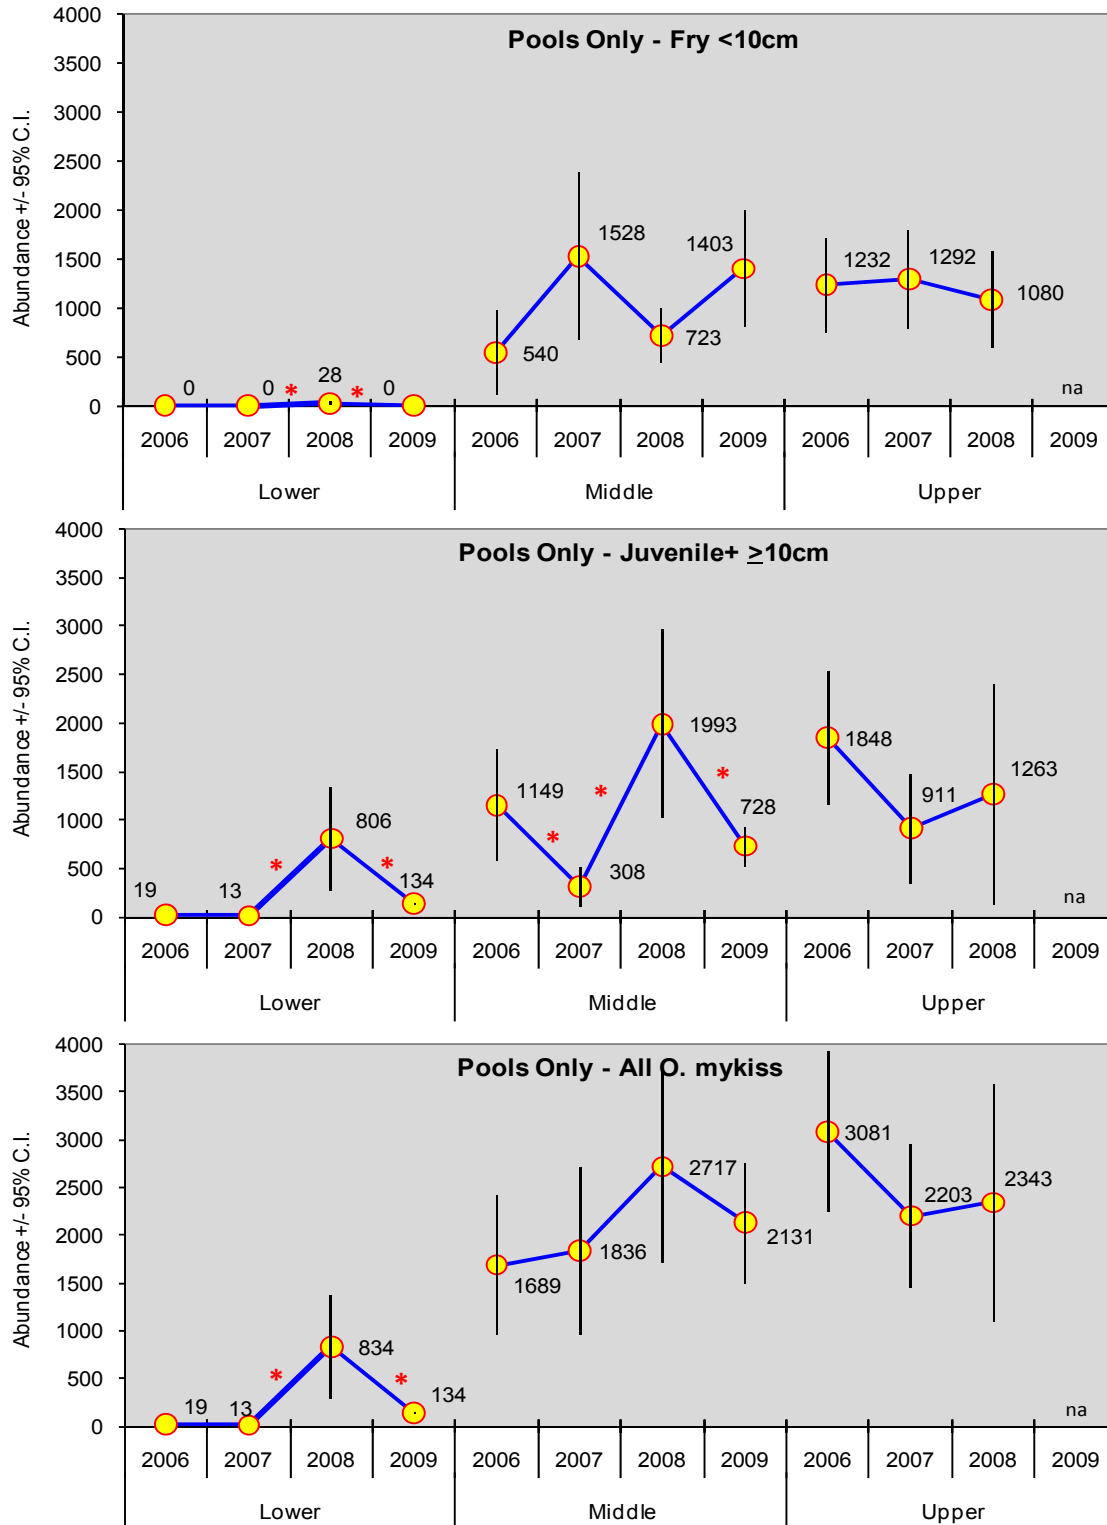 Pools Only - Fry <10cm
Abundance +/- 95% C.I.
4000
3500
3000
2500
2000
1500
1000
500
0
0 0 * 28 * 0
540 1528 723 1403
1232 1292 1080 na
2006 2007 2008 2009 2006 2007 2008 2009 2006 2007 2008 2009
Lower Middle Upper
Pools Only - Juvenile+ ≥10cm
Abundance +/- 95% C.I.
4000
3500
3000
2500
2000
1500
1000
500
0
19 13 * 806 * 134
1149 * 308 * 1993 * 728
1848 911 1263 na
2006 2007 2008 2009 2006 2007 2008 2009 2006 2007 2008 2009
Lower Middle Upper
Pools Only - All O. mykiss
Abundance +/- 95% C.I.
4000
3500
3000
2500
2000
1500
1000
500
0
19 13 * 834 * 134
1689 1836 2717 2131
3081 2203 2343 na
2006 2007 2008 2009 2006 2007 2008 2009 2006 2007 2008 2009
Lower Middle Upper